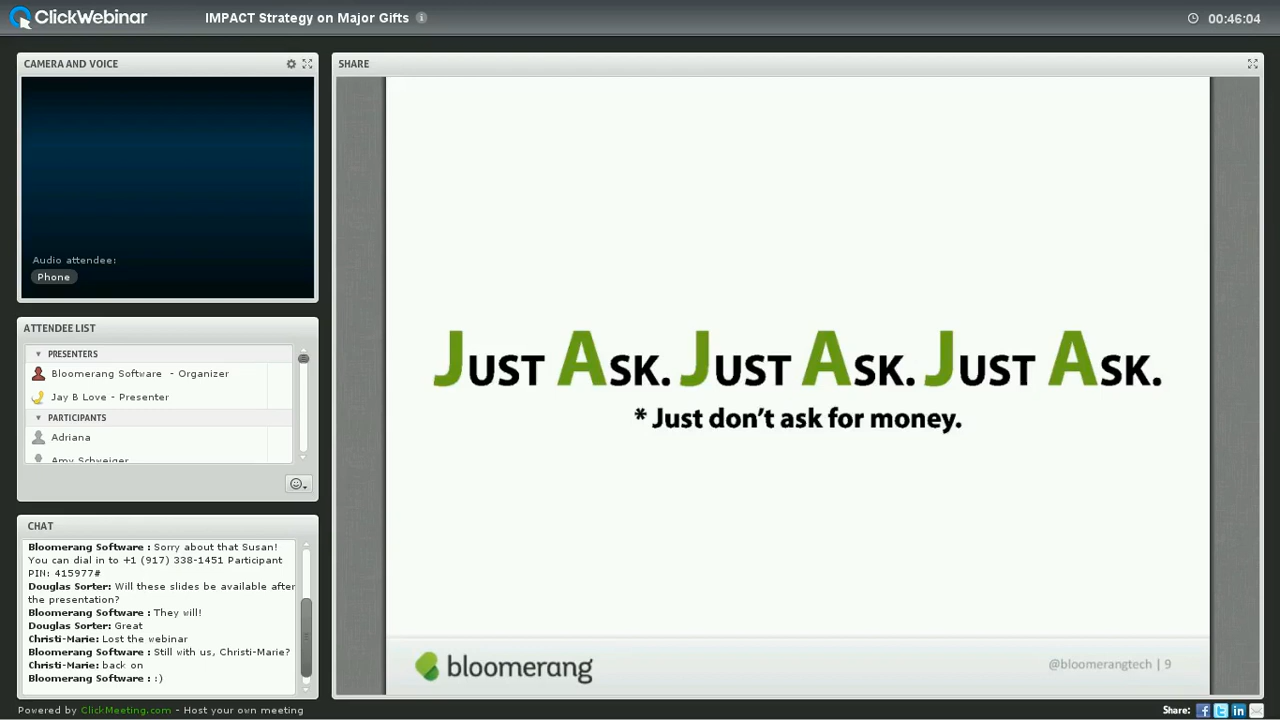 ClickWebinar
IMPACT Strategy on Major Gifts
00:46:04
CAMERA AND VOICE
Audio attendee:
Phone
ATTENDEE LIST
PRESENTERS
Bloomerang Software - Organizer
Jay B Love - Presenter
PARTICIPANTS
Adriana
Amy Schweiger
CHAT
Bloomerang Software : Sorry about that Susan!
You can dial in to +1 (917) 338-1451 Participant
PIN: 415977#
Douglas Sorter: Will these slides be available after
the presentation?
Bloomerang Software : They will!
Douglas Sorter: Great
Christi-Marie: Lost the webinar
Bloomerang Software : Still with us, Christi-Marie?
Christi-Marie: back on
Bloomerang Software : :)
SHARE
JUST ASK. JUST ASK. JUST ASK.
* Just don't ask for money.
bloomerang
@bloomerangtech | 9
Powered by ClickMeeting.com - Host your own meeting
Share: